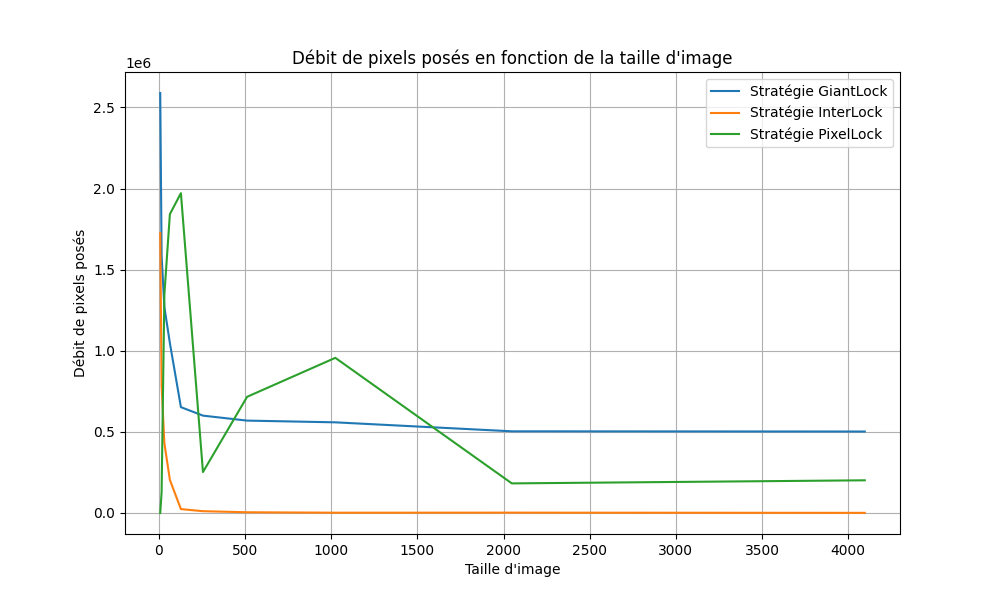 Débit de pixels posés en fonction de la taille d'image
1e6
Stratégie GiantLock
Stratégie InterLock
Stratégie PixelLock
2.5
2.0
1.5
1.0
0.5
0.0
Débit de pixels posés
0 500 1000 1500 2000 2500 3000 3500 4000
Taille d'image